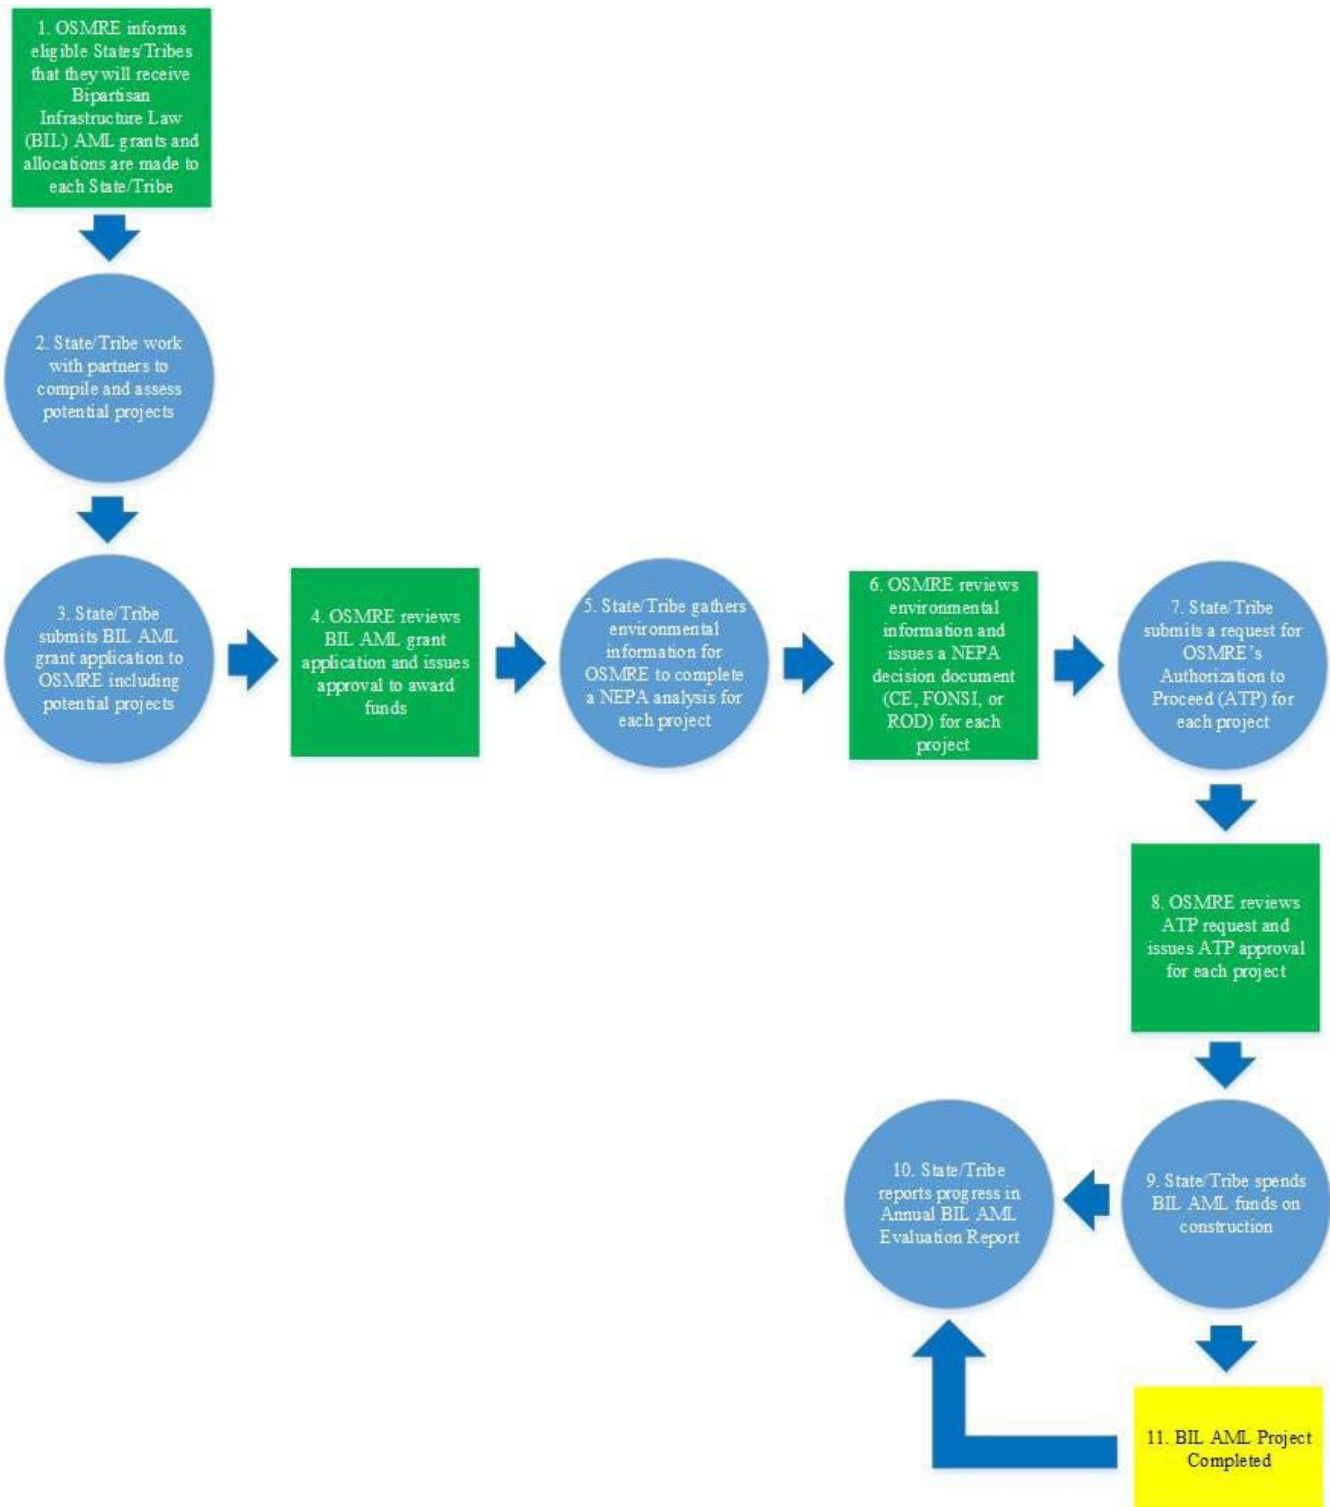 1. OSMRE informs
eligible States/Tribes
that they will receive
Bipartisan
Infrastructure Law
(BIL) AML grants and
allocations are made to
each State/Tribe
2. State/Tribe work
with partners to
compile and assess
potential projects
3. State/Tribe
submits BIL AML
grant application to
OSMRE including
potential projects
4. OSMRE reviews
BIL AML grant
application and issues
approval to award
funds
5. State/Tribe gathers
environmental
information for
OSMRE to complete
a NEPA analysis for
each project
6. OSMRE reviews
environmental
information and
issues a NEPA
decision document
(CE, FONSI, or
ROD) for each
project
7. State/Tribe
submits a request for
OSMRE's
Authorization to
Proceed (ATP) for
each project
8. OSMRE reviews
ATP request and
issues ATP approval
for each project
9. State/Tribe spends
BIL AML funds on
construction
10. State/Tribe
reports progress in
Annual BIL AML
Evaluation Report
11. BIL AML Project
Completed